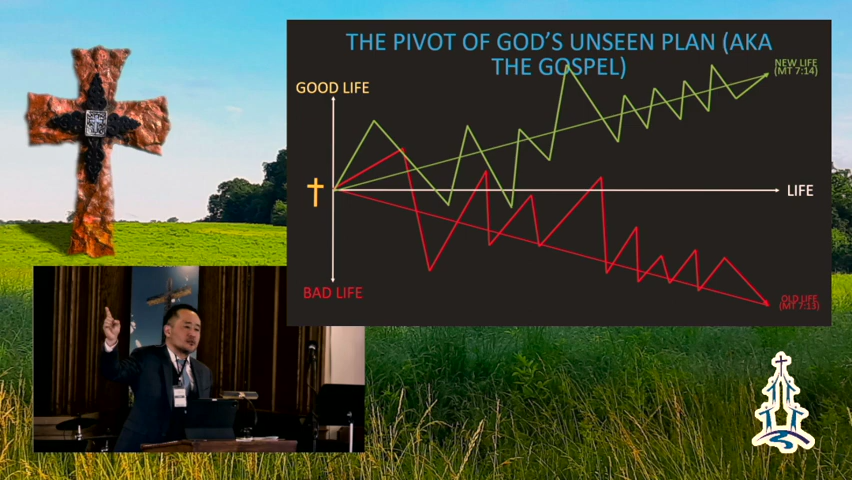 THE PIVOT OF GOD'S UNSEEN PLAN (AKA
THE GOSPEL)
GOOD LIFE
NEW LIFE
(MT 7:14)
LIFE
BAD LIFE
OLD LIFE
(MT 7:13)